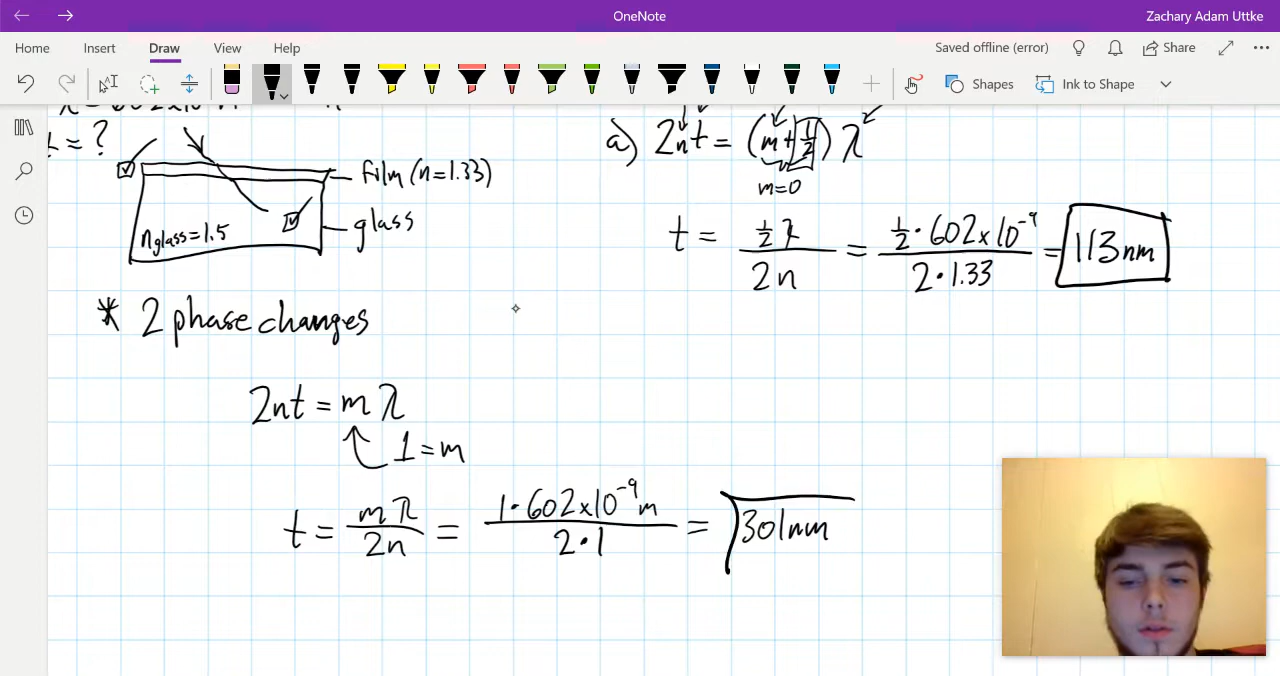 OneNote
Zachary Adam Uttke
Home Insert Draw View Help
Saved offline (error) Share
Shapes Ink to Shape
t = ?
film (n=1.33)
nglass=1.5
glass
* 2 phase changes
2nt = mλ
1 = m
t = mλ/2n = 1·602x10⁻⁹m/2·1 = 301nm
a) 2nt = (m+1/2)λ
m=0
t = 1/2λ/2n = 1/2·602x10⁻⁹/2·1.33 = 113nm